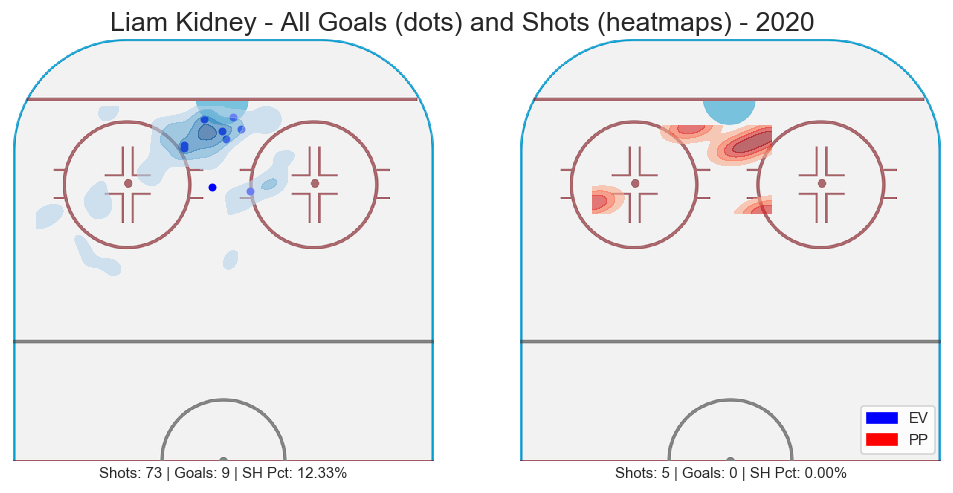 Liam Kidney - All Goals (dots) and Shots (heatmaps) - 2020
EV
PP
Shots: 73 | Goals: 9 | SH Pct: 12.33%
Shots: 5 | Goals: 0 | SH Pct: 0.00%